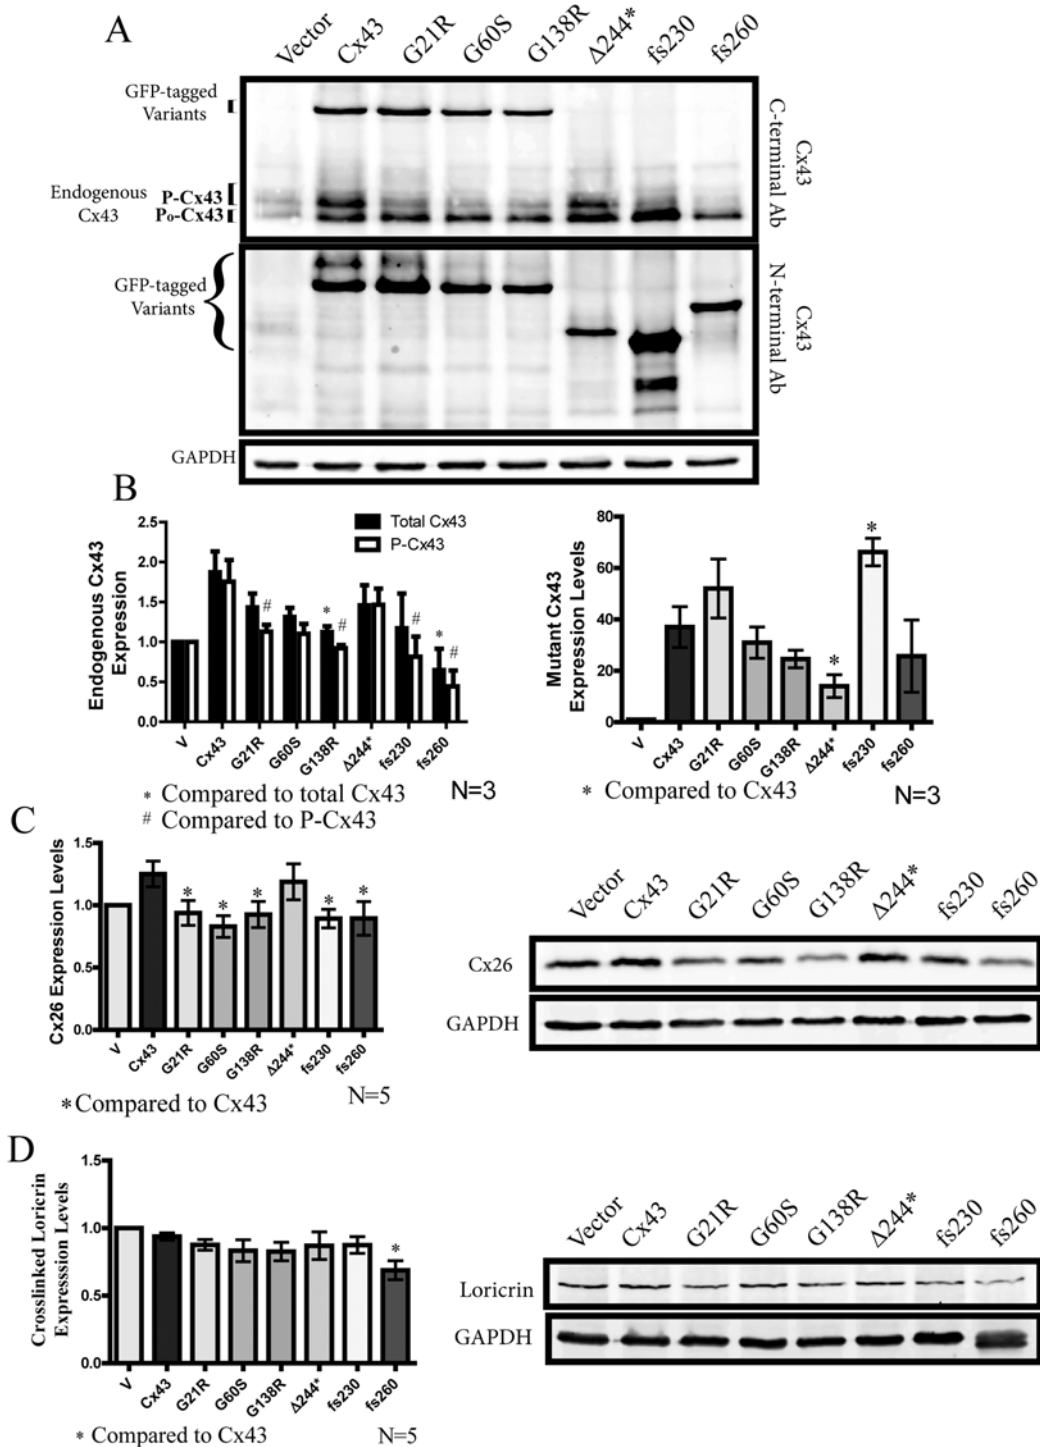 A
Vector Cx43 G21R G60S G138R Δ244* fs230 fs260
GFP-tagged
Variants
Endogenous
Cx43
P-Cx43
P₀-Cx43
Cx43
C-terminal Ab
GFP-tagged
Variants
Cx43
N-terminal Ab
GAPDH
B
Endogenous Cx43
Expression
2.5
2.0
1.5
1.0
0.5
0.0
Total Cx43
P-Cx43
# * # # * #
V Cx43 G21R G60S G138R Δ244* fs230 fs260
* Compared to total Cx43
# Compared to P-Cx43
N=3
Mutant Cx43
Expression Levels
80
60
40
20
0
* *
V Cx43 G21R G60S G138R Δ244* fs230 fs260
* Compared to Cx43
N=3
C
Cx26 Expression Levels
1.5
1.0
0.5
0.0
* * * * *
V Cx43 G21R G60S G138R Δ244* fs230 fs260
*Compared to Cx43
N=5
Vector Cx43 G21R G60S G138R Δ244* fs230 fs260
Cx26
GAPDH
D
Crosslinked Loricrin
Expresssion Levels
1.5
1.0
0.5
0.0
*
V Cx43 G21R G60S G138R Δ244* fs230 fs260
* Compared to Cx43
N=5
Vector Cx43 G21R G60S G138R Δ244* fs230 fs260
Loricrin
GAPDH